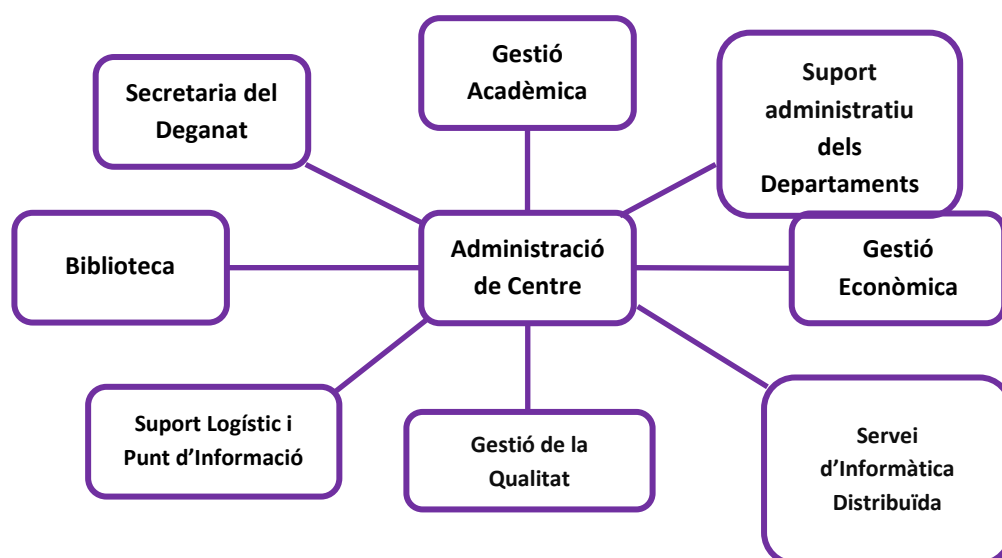 Gestió
Acadèmica
Secretaria del
Deganat
Suport
administratiu
dels
Departaments
Biblioteca
Administració
de Centre
Gestió
Econòmica
Suport Logístic i
Punt d’Informació
Gestió de la
Qualitat
Servei
d’Informàtica
Distribuïda